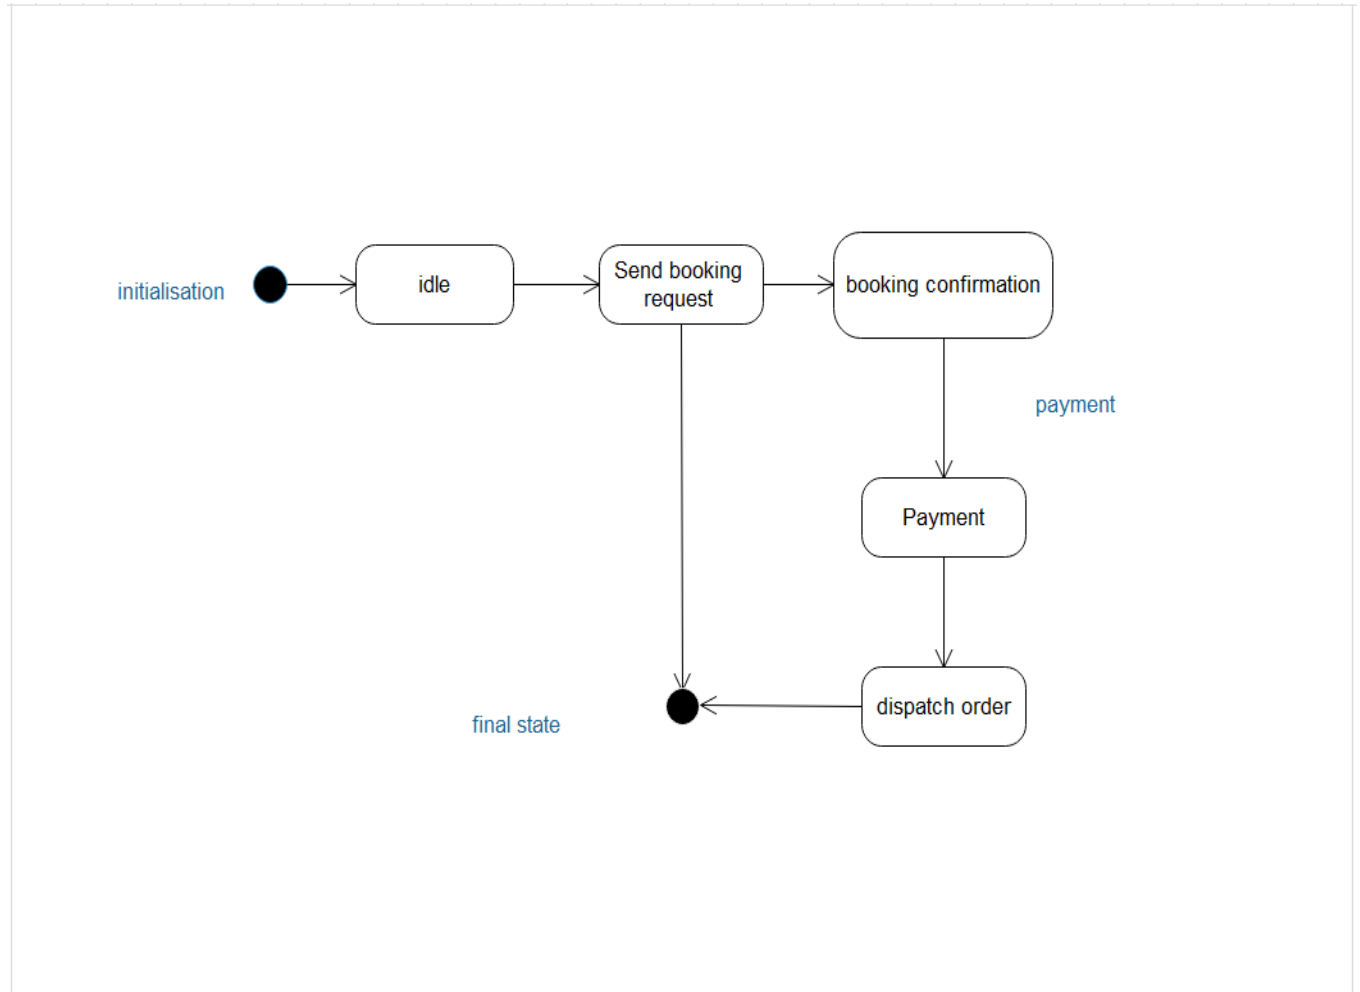 initialisation
idle
Send booking
request
booking confirmation
payment
Payment
dispatch order
final state